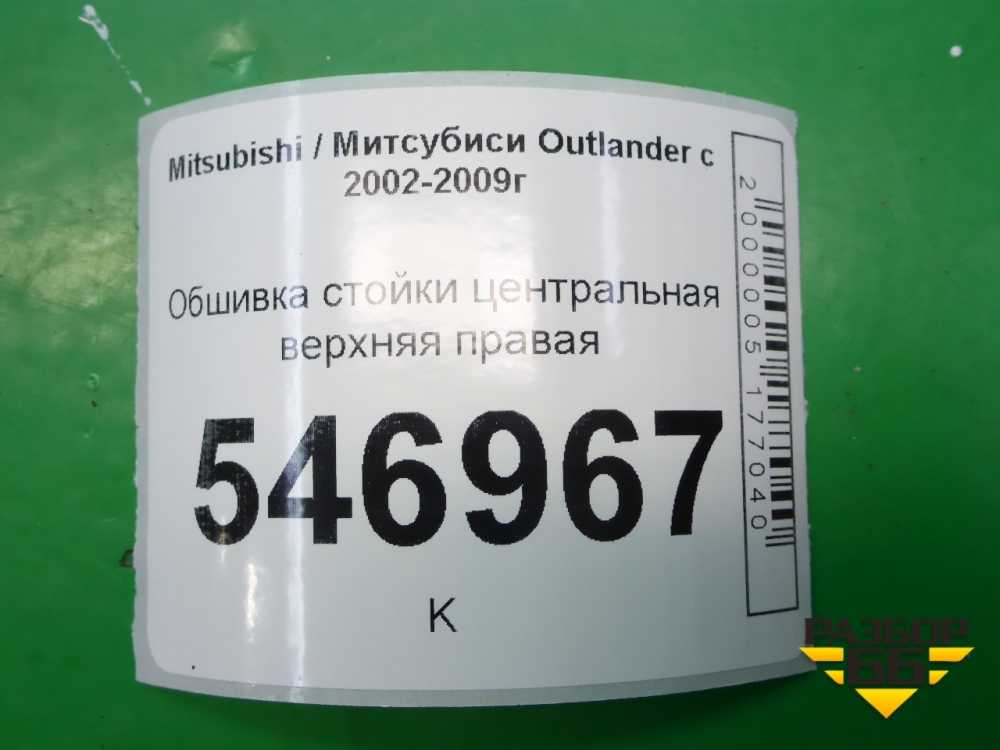 Mitsubishi / Митсубиси Outlander с
2002-2009г
Обшивка стойки центральная
верхняя правая
546967
К
2000005177040
РАЗБОР
66